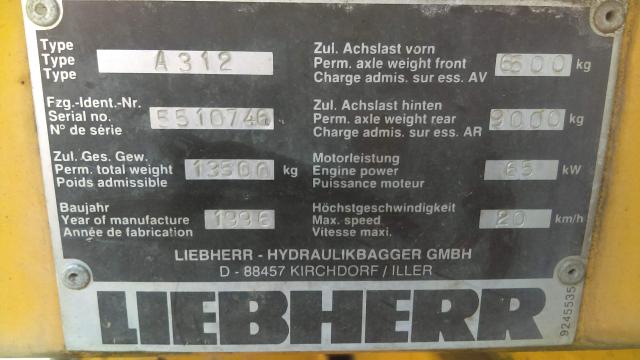 Type
Type A312
Type
Fzg.-Ident.-Nr.
Serial no. 5510746
N° de série
Zul. Ges. Gew.
Perm. total weight 13500 kg
Poids admissible
Baujahr
Year of manufacture 1996
Année de fabrication
Zul. Achslast vorn
Perm. axle weight front 6500 kg
Charge admis. sur ess. AV
Zul. Achslast hinten
Perm. axle weight rear 9000 kg
Charge admis. sur ess. AR
Motorleistung
Engine power 65 kW
Puissance moteur
Höchstgeschwindigkeit
Max. speed 20 km/h
Vitesse maxi.
LIEBHERR - HYDRAULIKBAGGER GMBH
D - 88457 KIRCHDORF / ILLER
LIEBHERR
9245535